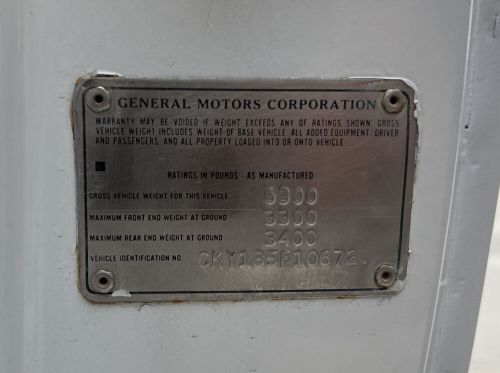 GENERAL MOTORS CORPORATION
WARRANTY MAY BE VOIDED IF WEIGHT EXCEEDS ANY OF RATINGS SHOWN. GROSS
VEHICLE WEIGHT INCLUDES WEIGHT OF BASE VEHICLE, ALL ADDED EQUIPMENT, DRIVER
AND PASSENGERS, AND ALL PROPERTY LOADED INTO OR ONTO VEHICLE.
RATINGS IN POUNDS - AS MANUFACTURED
GROSS VEHICLE WEIGHT FOR THIS VEHICLE
MAXIMUM FRONT END WEIGHT AT GROUND 3300
MAXIMUM REAR END WEIGHT AT GROUND 3400
VEHICLE IDENTIFICATION NO.